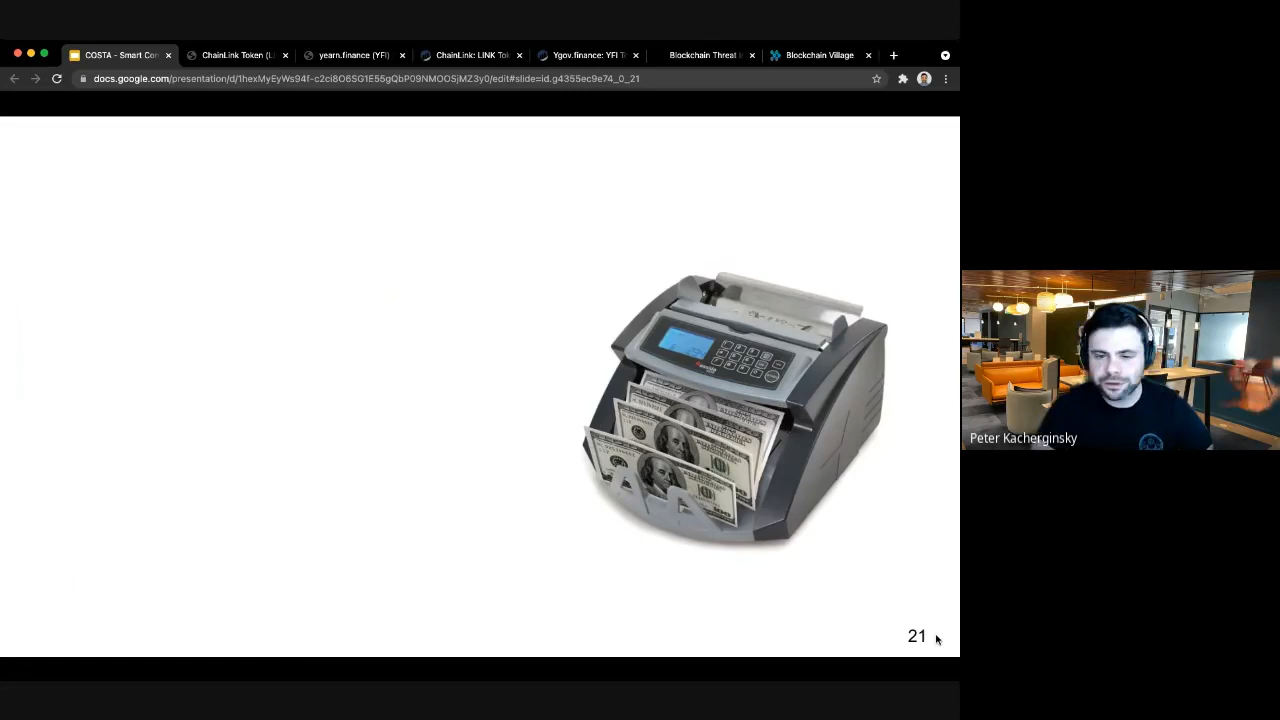 COSTA - Smart Con
ChainLink Token (L
yearn.finance (YFI)
ChainLink: LINK To
Ygov.finance: YFI T
Blockchain Threat
Blockchain Village
docs.google.com/presentation/d/1hexMyEyWs94f-c2ci8O6SG1E55gQbP09NMOOSjMZ3y0/edit#slide=id.g4355ec9e74_0_21
Peter Kacherginsky
21